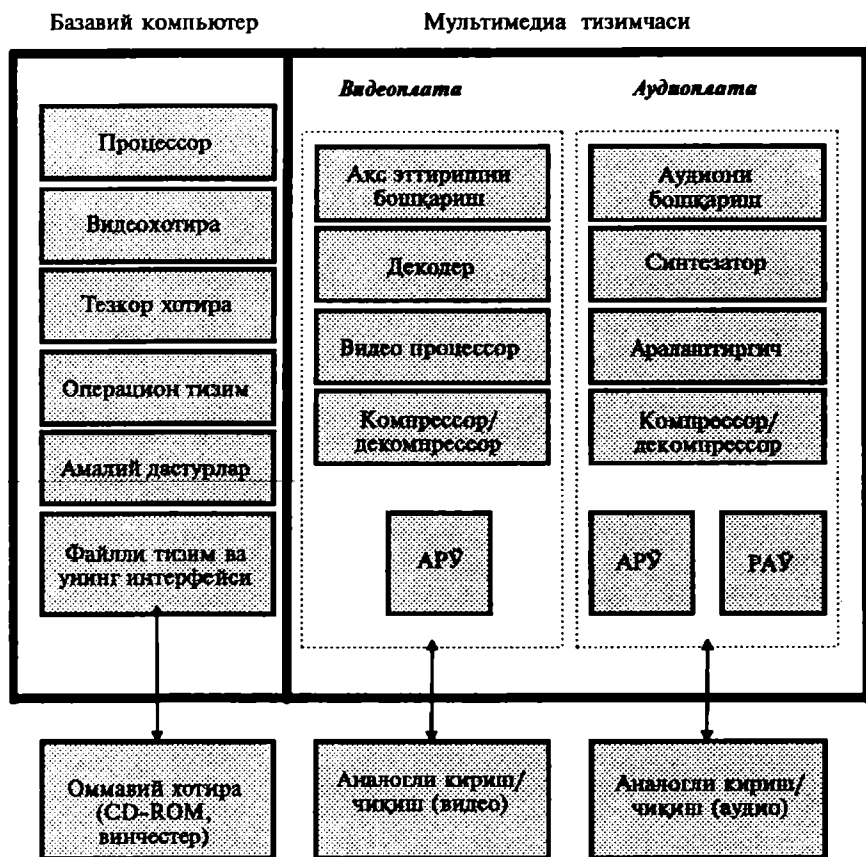 Базавий компьютер
Мультимедиа тизимчаси
Видеоплата
Аудиоплата
Процессор
Видеохотира
Тезкор хотира
Операцион тизим
Амалий дастурлар
Файлли тизим ва
унинг интерфейси
Акс эттиришни
бошқариш
Декодер
Видео процессор
Компрессор/
декомпрессор
АРЎ
Аудиони
бошқариш
Синтезатор
Аралаштиргич
Компрессор/
декомпрессор
АРЎ
РАЎ
Оммавий хотира
(CD-ROM,
винчестер)
Аналогли кириш/
чиқиш (видео)
Аналогли кириш/
чиқиш (аудио)